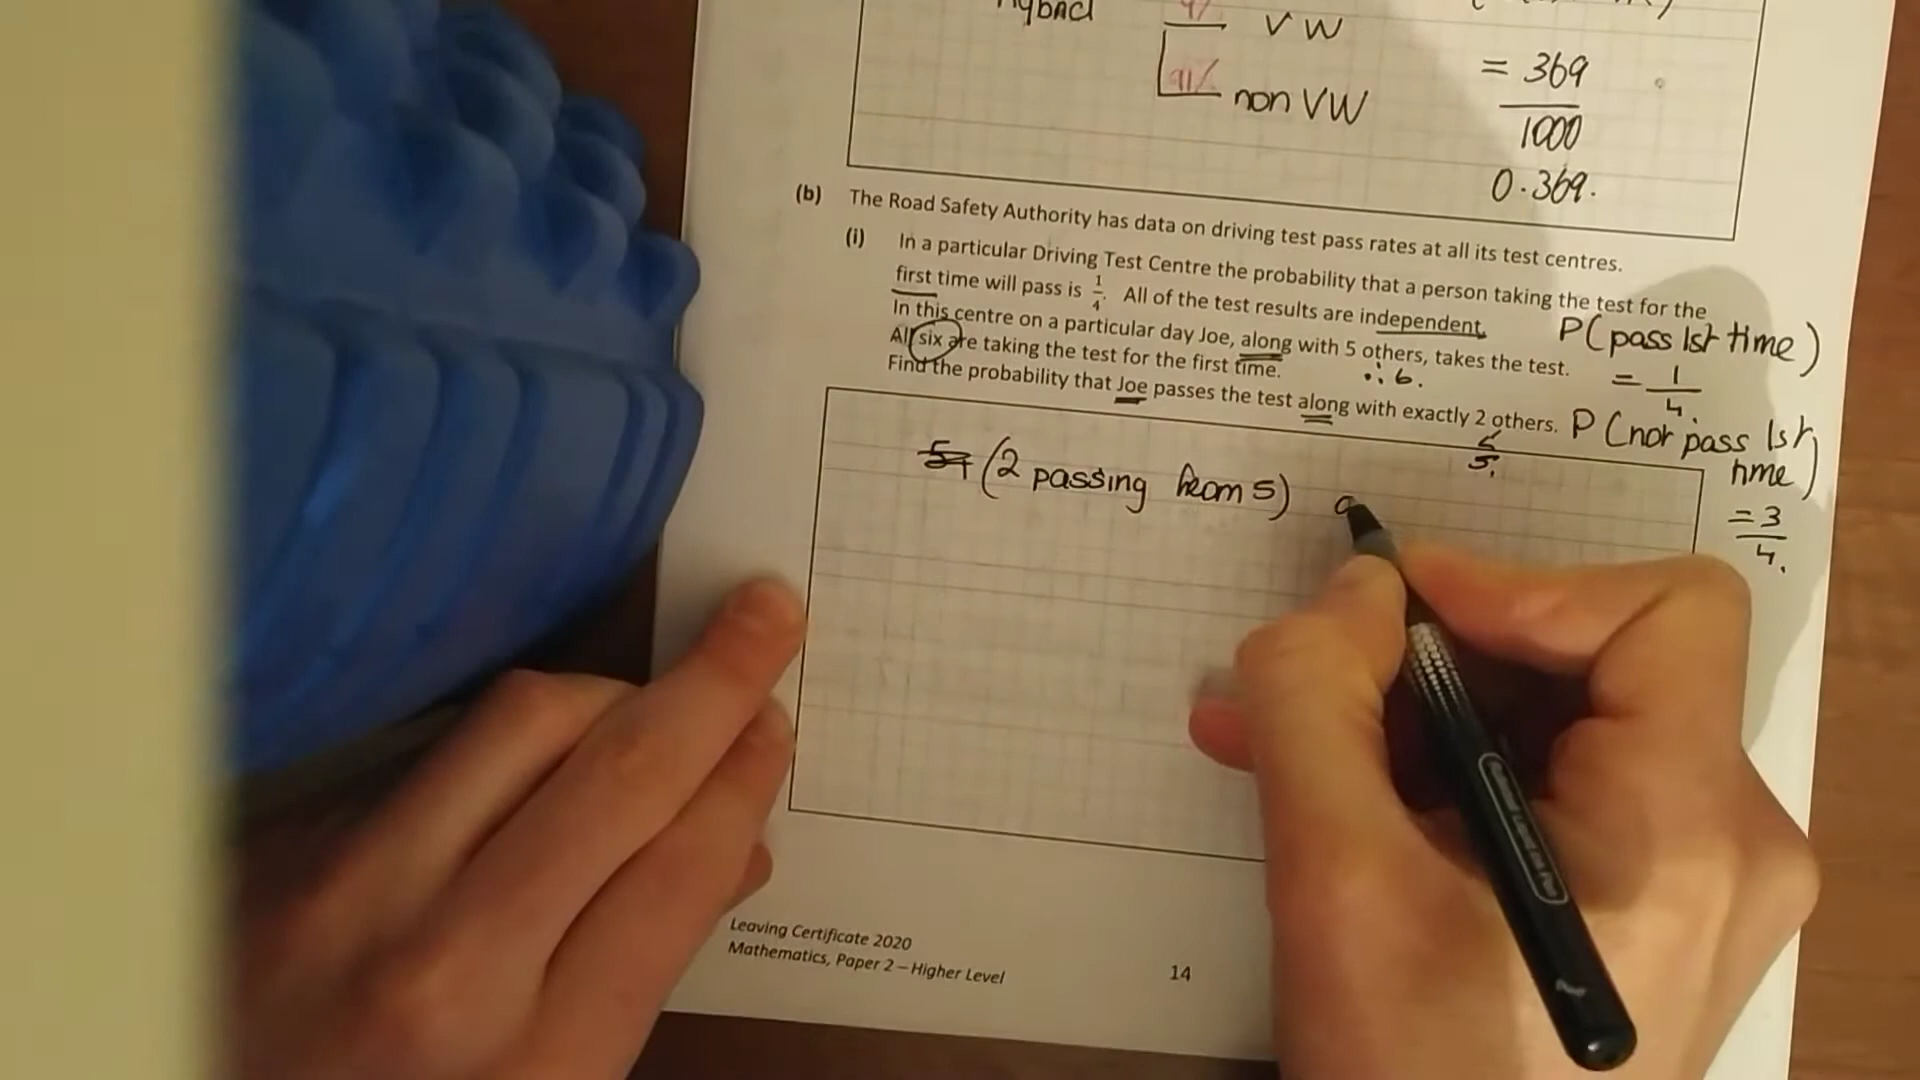 Hybrid
9%
VW
91%
non VW
= 369
1000
0.369.
(b) The Road Safety Authority has data on driving test pass rates at all its test centres.
(i) In a particular Driving Test Centre the probability that a person taking the test for the
first time will pass is 1/4. All of the test results are independent.
In this centre on a particular day Joe, along with 5 others, takes the test.
All six are taking the test for the first time.
Find the probability that Joe passes the test along with exactly 2 others.
∴ 6.
P(pass 1st time)
= 1
4.
P(not pass 1st
time)
= 3
4.
5.
(2 passing from 5)
Leaving Certificate 2020
Mathematics, Paper 2 – Higher Level
14